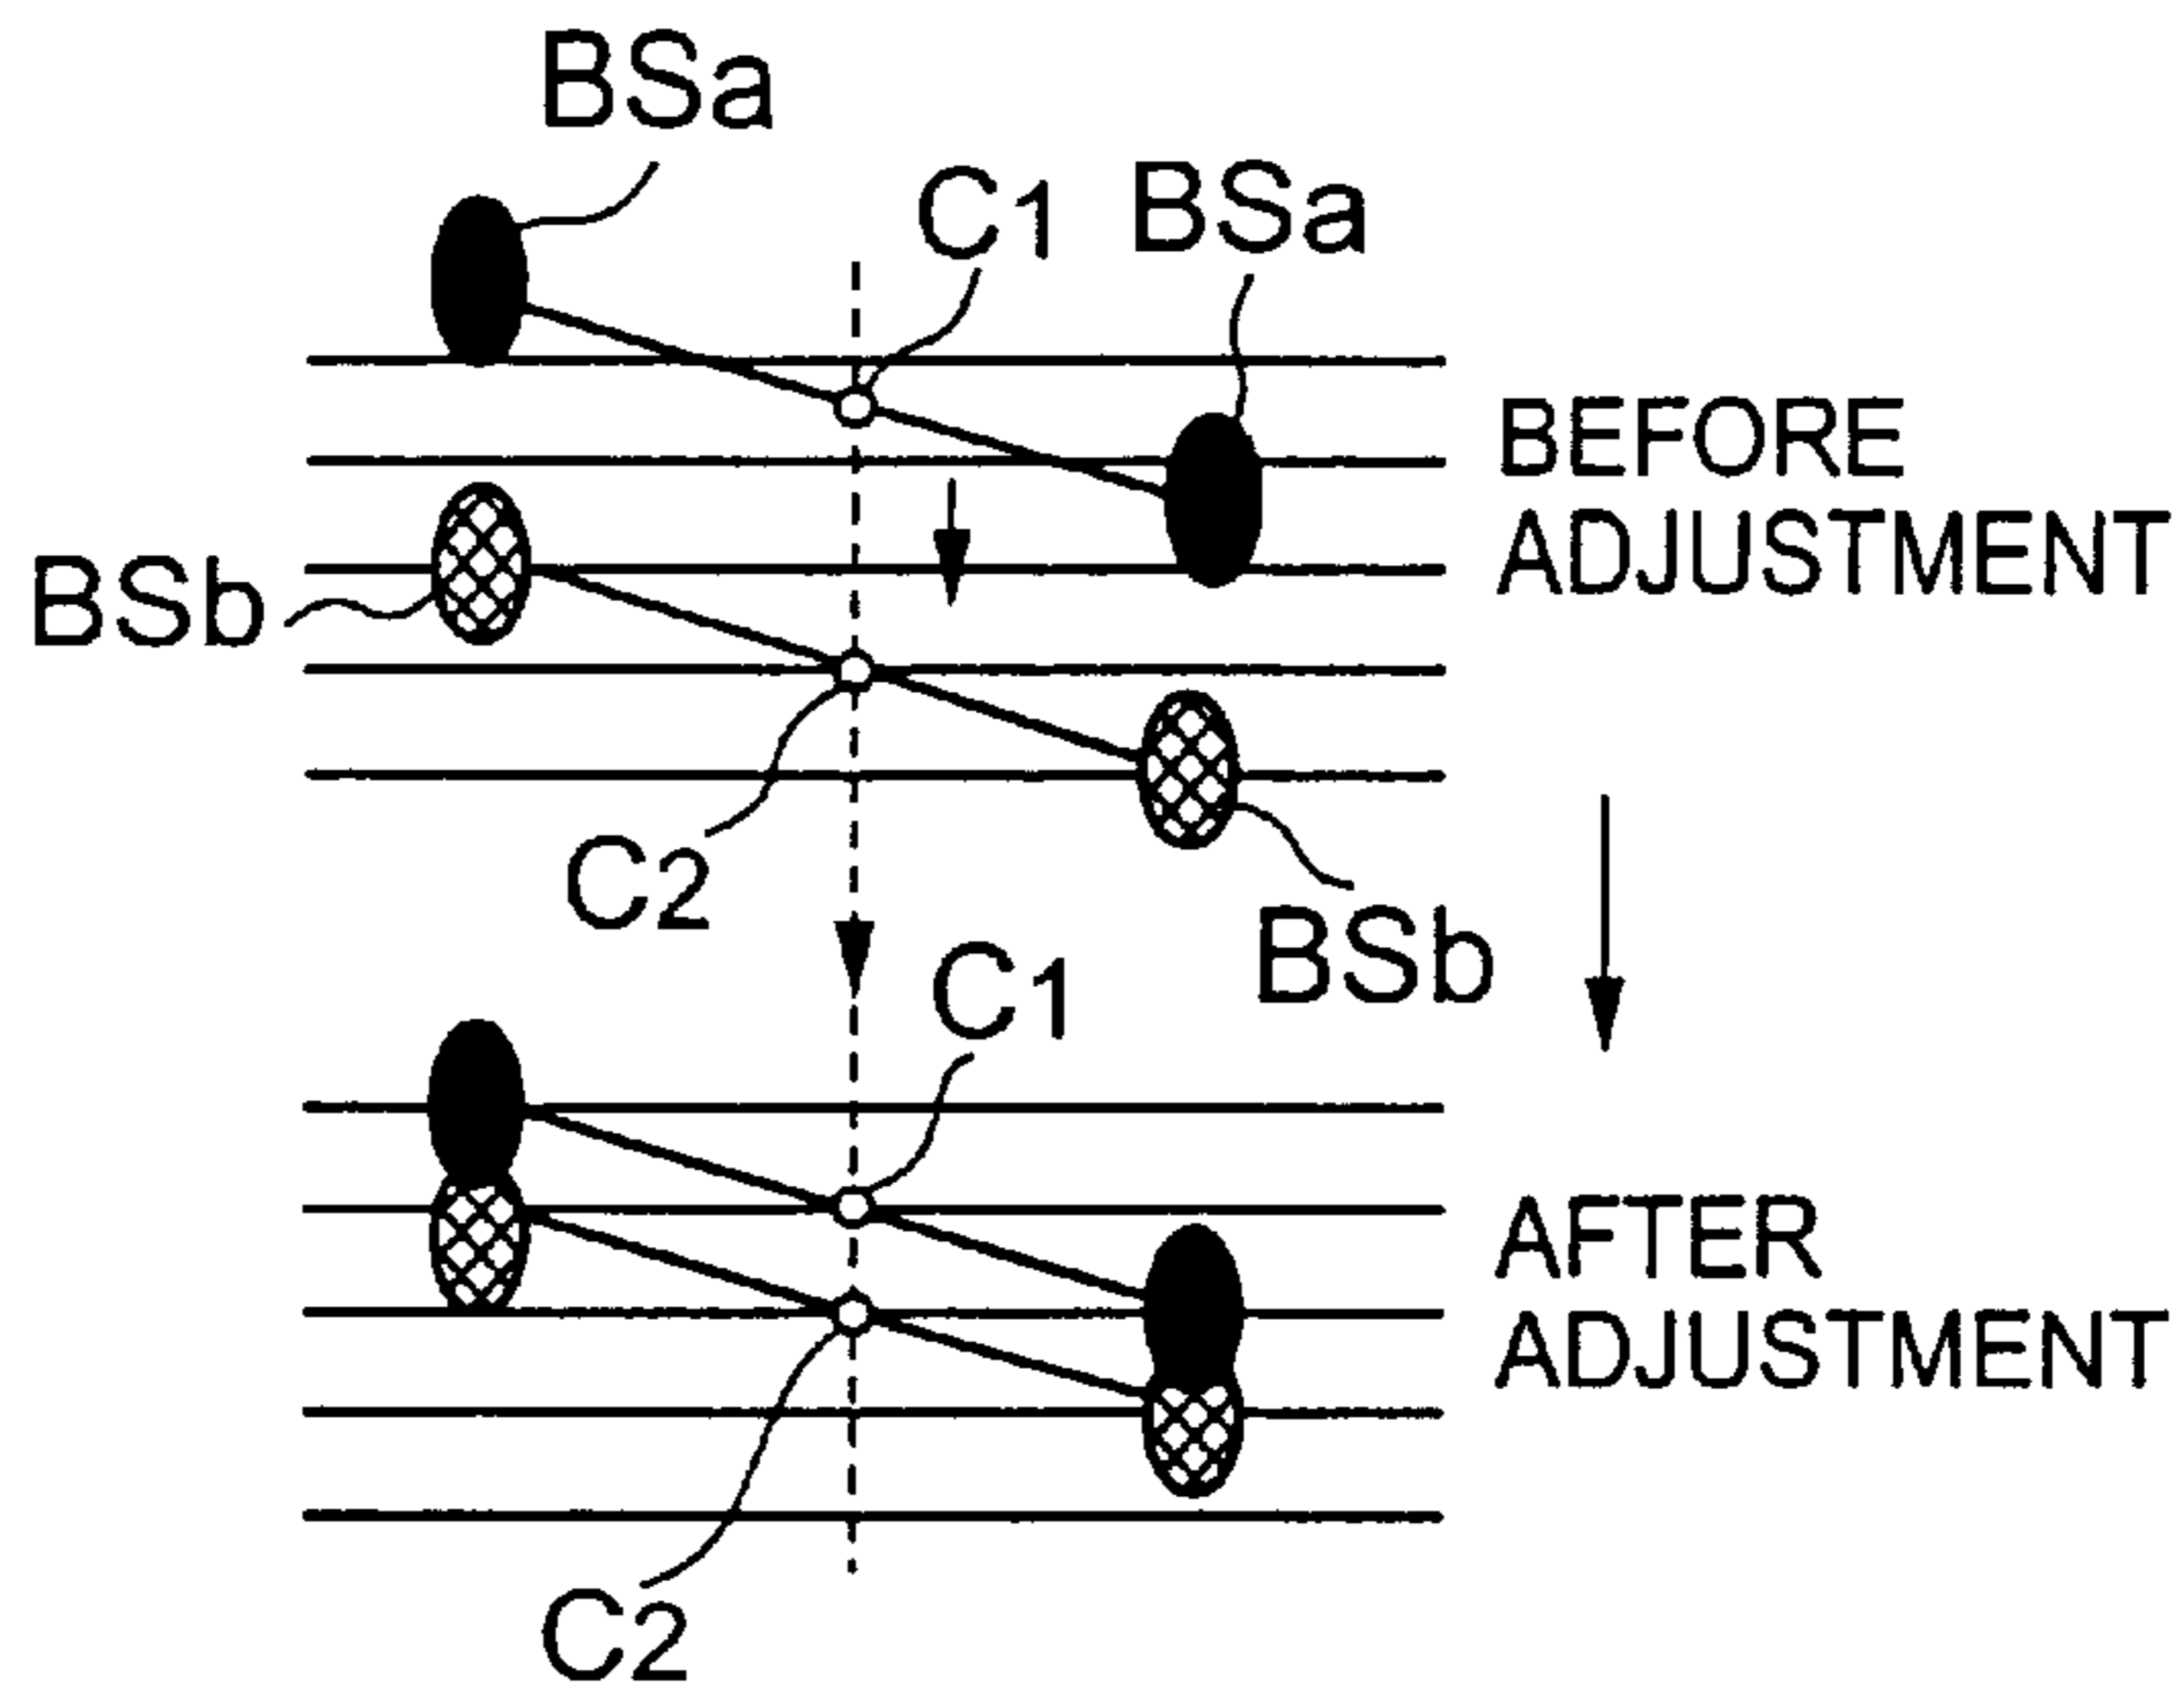 BSa
C1
BSa
BEFORE
ADJUSTMENT
BSb
C2
BSb
C1
AFTER
ADJUSTMENT
C2